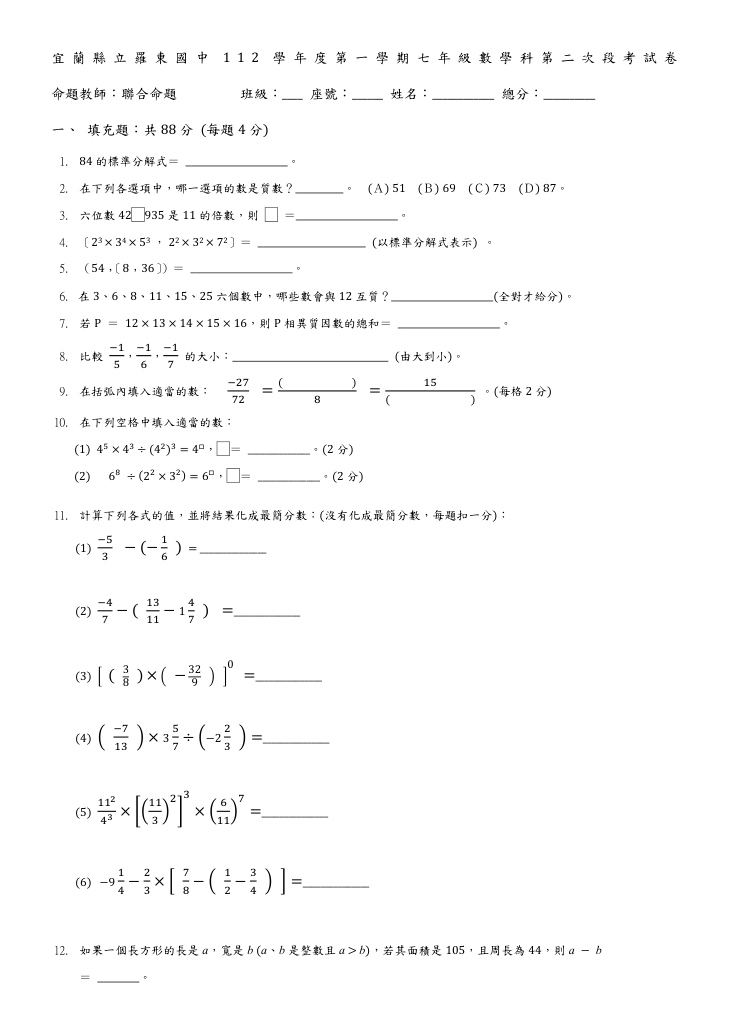 宜蘭縣立羅東國中 112 學年度第一學期七年級數學科第二次段考試卷
命題教師：聯合命題 班級：___ 座號：____ 姓名：________ 總分：_______
一、 填充題：共 88 分 (每題 4 分)
1. 84 的標準分解式＝ ______________。
2. 在下列各選項中，哪一選項的數是質數？_______。 (A) 51 (B) 69 (C) 73 (D) 87。
3. 六位數 42□935 是 11 的倍數，則 □ ＝______________。
4. 〔 2³ × 3⁴ × 5³ ， 2² × 3² × 7² 〕＝ _______________ (以標準分解式表示) 。
5. （54，〔 8，36〕）＝ ______________。
6. 在 3、6、8、11、15、25 六個數中，哪些數會與 12 互質？______________(全對才給分)。
7. 若 P ＝ 12 × 13 × 14 × 15 × 16，則 P 相異質因數的總和＝ ______________。
8. 比較 −1/5，−1/6，−1/7 的大小：_____________________ (由大到小)。
9. 在括弧內填入適當的數： −27/72 = ( )/8 = 15/( ) 。(每格 2 分)
10. 在下列空格中填入適當的數：
(1) 4⁵ × 4³ ÷ (4²)³ = 4^□，□＝ _________。(2 分)
(2) 6⁸ ÷ (2² × 3²) = 6^□，□＝ _________。(2 分)
11. 計算下列各式的值，並將結果化成最簡分數：(沒有化成最簡分數，每題扣一分)：
(1) −5/3 − (− 1/6 ) = _________
(2) −4/7 − ( 13/11 − 1 4/7 ) =_________
(3) [ ( 3/8 ) × ( − 32/9 ) ]⁰ =_________
(4) ( −7/13 ) × 3 5/7 ÷ (−2 2/3 ) =_________
(5) 11²/4³ × [(11/3)²]³ × (6/11)⁷ =_________
(6) −9 1/4 − 2/3 × [ 7/8 − ( 1/2 − 3/4 ) ] =_________
12. 如果一個長方形的長是 a，寬是 b (a、b 是整數且 a > b)，若其面積是 105，且周長為 44，則 a − b
＝ ______。